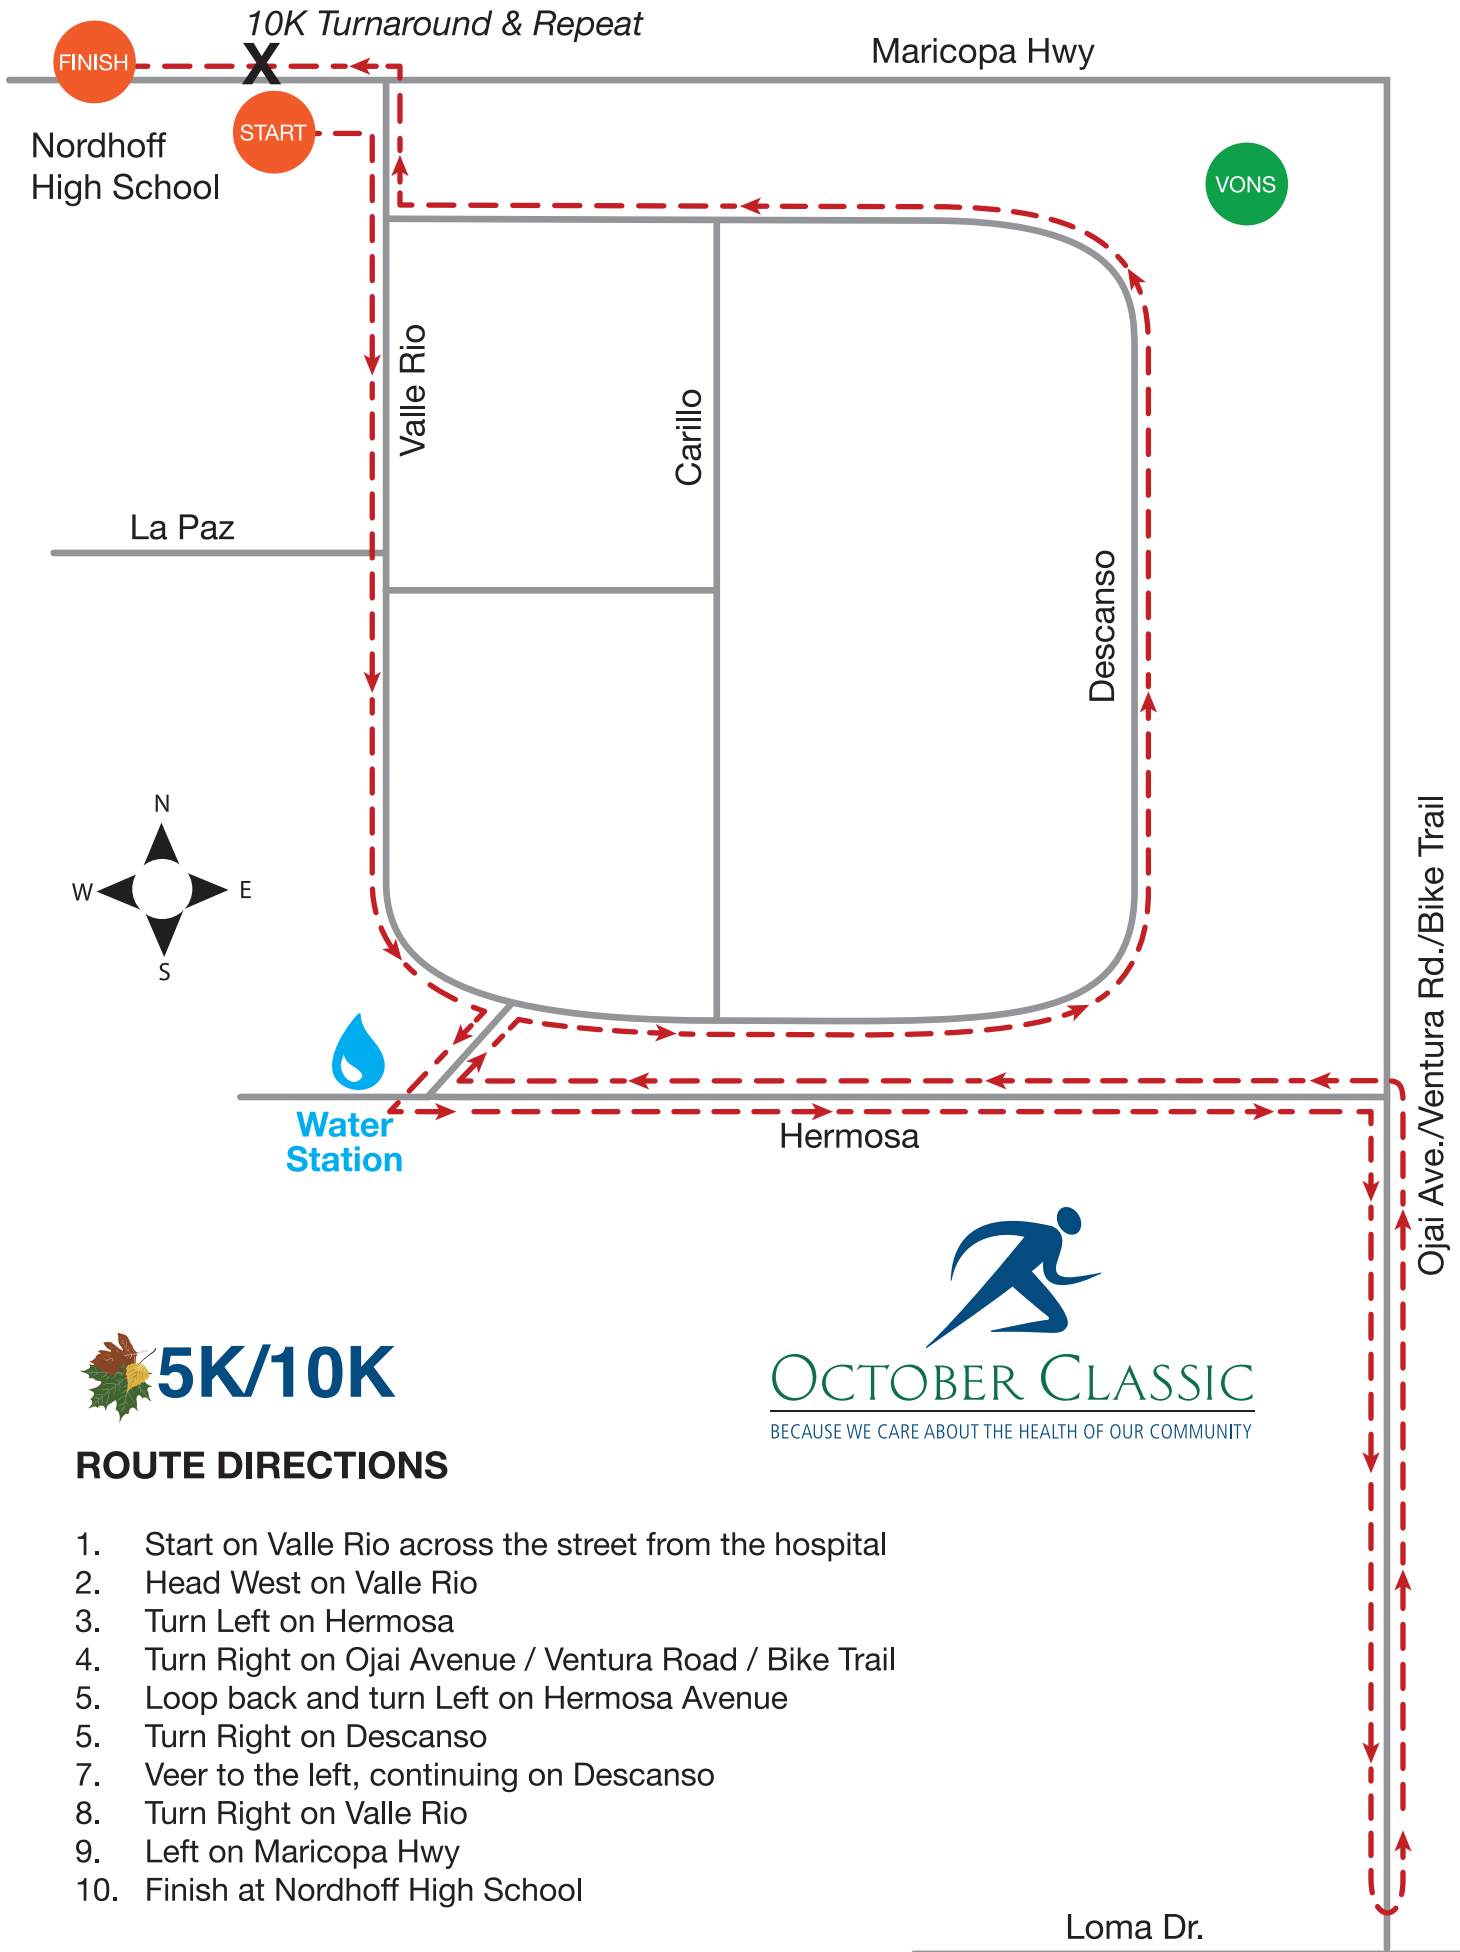 10K Turnaround & Repeat
Maricopa Hwy
FINISH
X
START
Nordhoff
High School
VONS
Valle Rio
Carillo
La Paz
Descanso
N
W
E
S
Ojai Ave./Ventura Rd./Bike Trail
Water
Station
Hermosa
5K/10K
OCTOBER CLASSIC
BECAUSE WE CARE ABOUT THE HEALTH OF OUR COMMUNITY
ROUTE DIRECTIONS
1. Start on Valle Rio across the street from the hospital
2. Head West on Valle Rio
3. Turn Left on Hermosa
4. Turn Right on Ojai Avenue / Ventura Road / Bike Trail
5. Loop back and turn Left on Hermosa Avenue
5. Turn Right on Descanso
7. Veer to the left, continuing on Descanso
8. Turn Right on Valle Rio
9. Left on Maricopa Hwy
10. Finish at Nordhoff High School
Loma Dr.